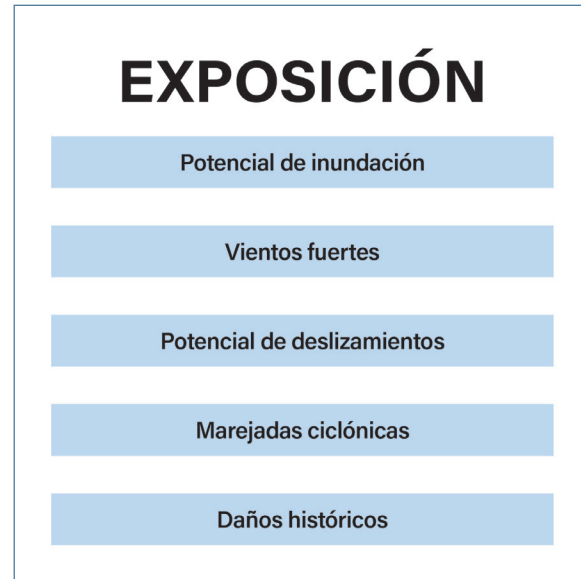 EXPOSICIÓN
Potencial de inundación
Vientos fuertes
Potencial de deslizamientos
Marejadas ciclónicas
Daños históricos